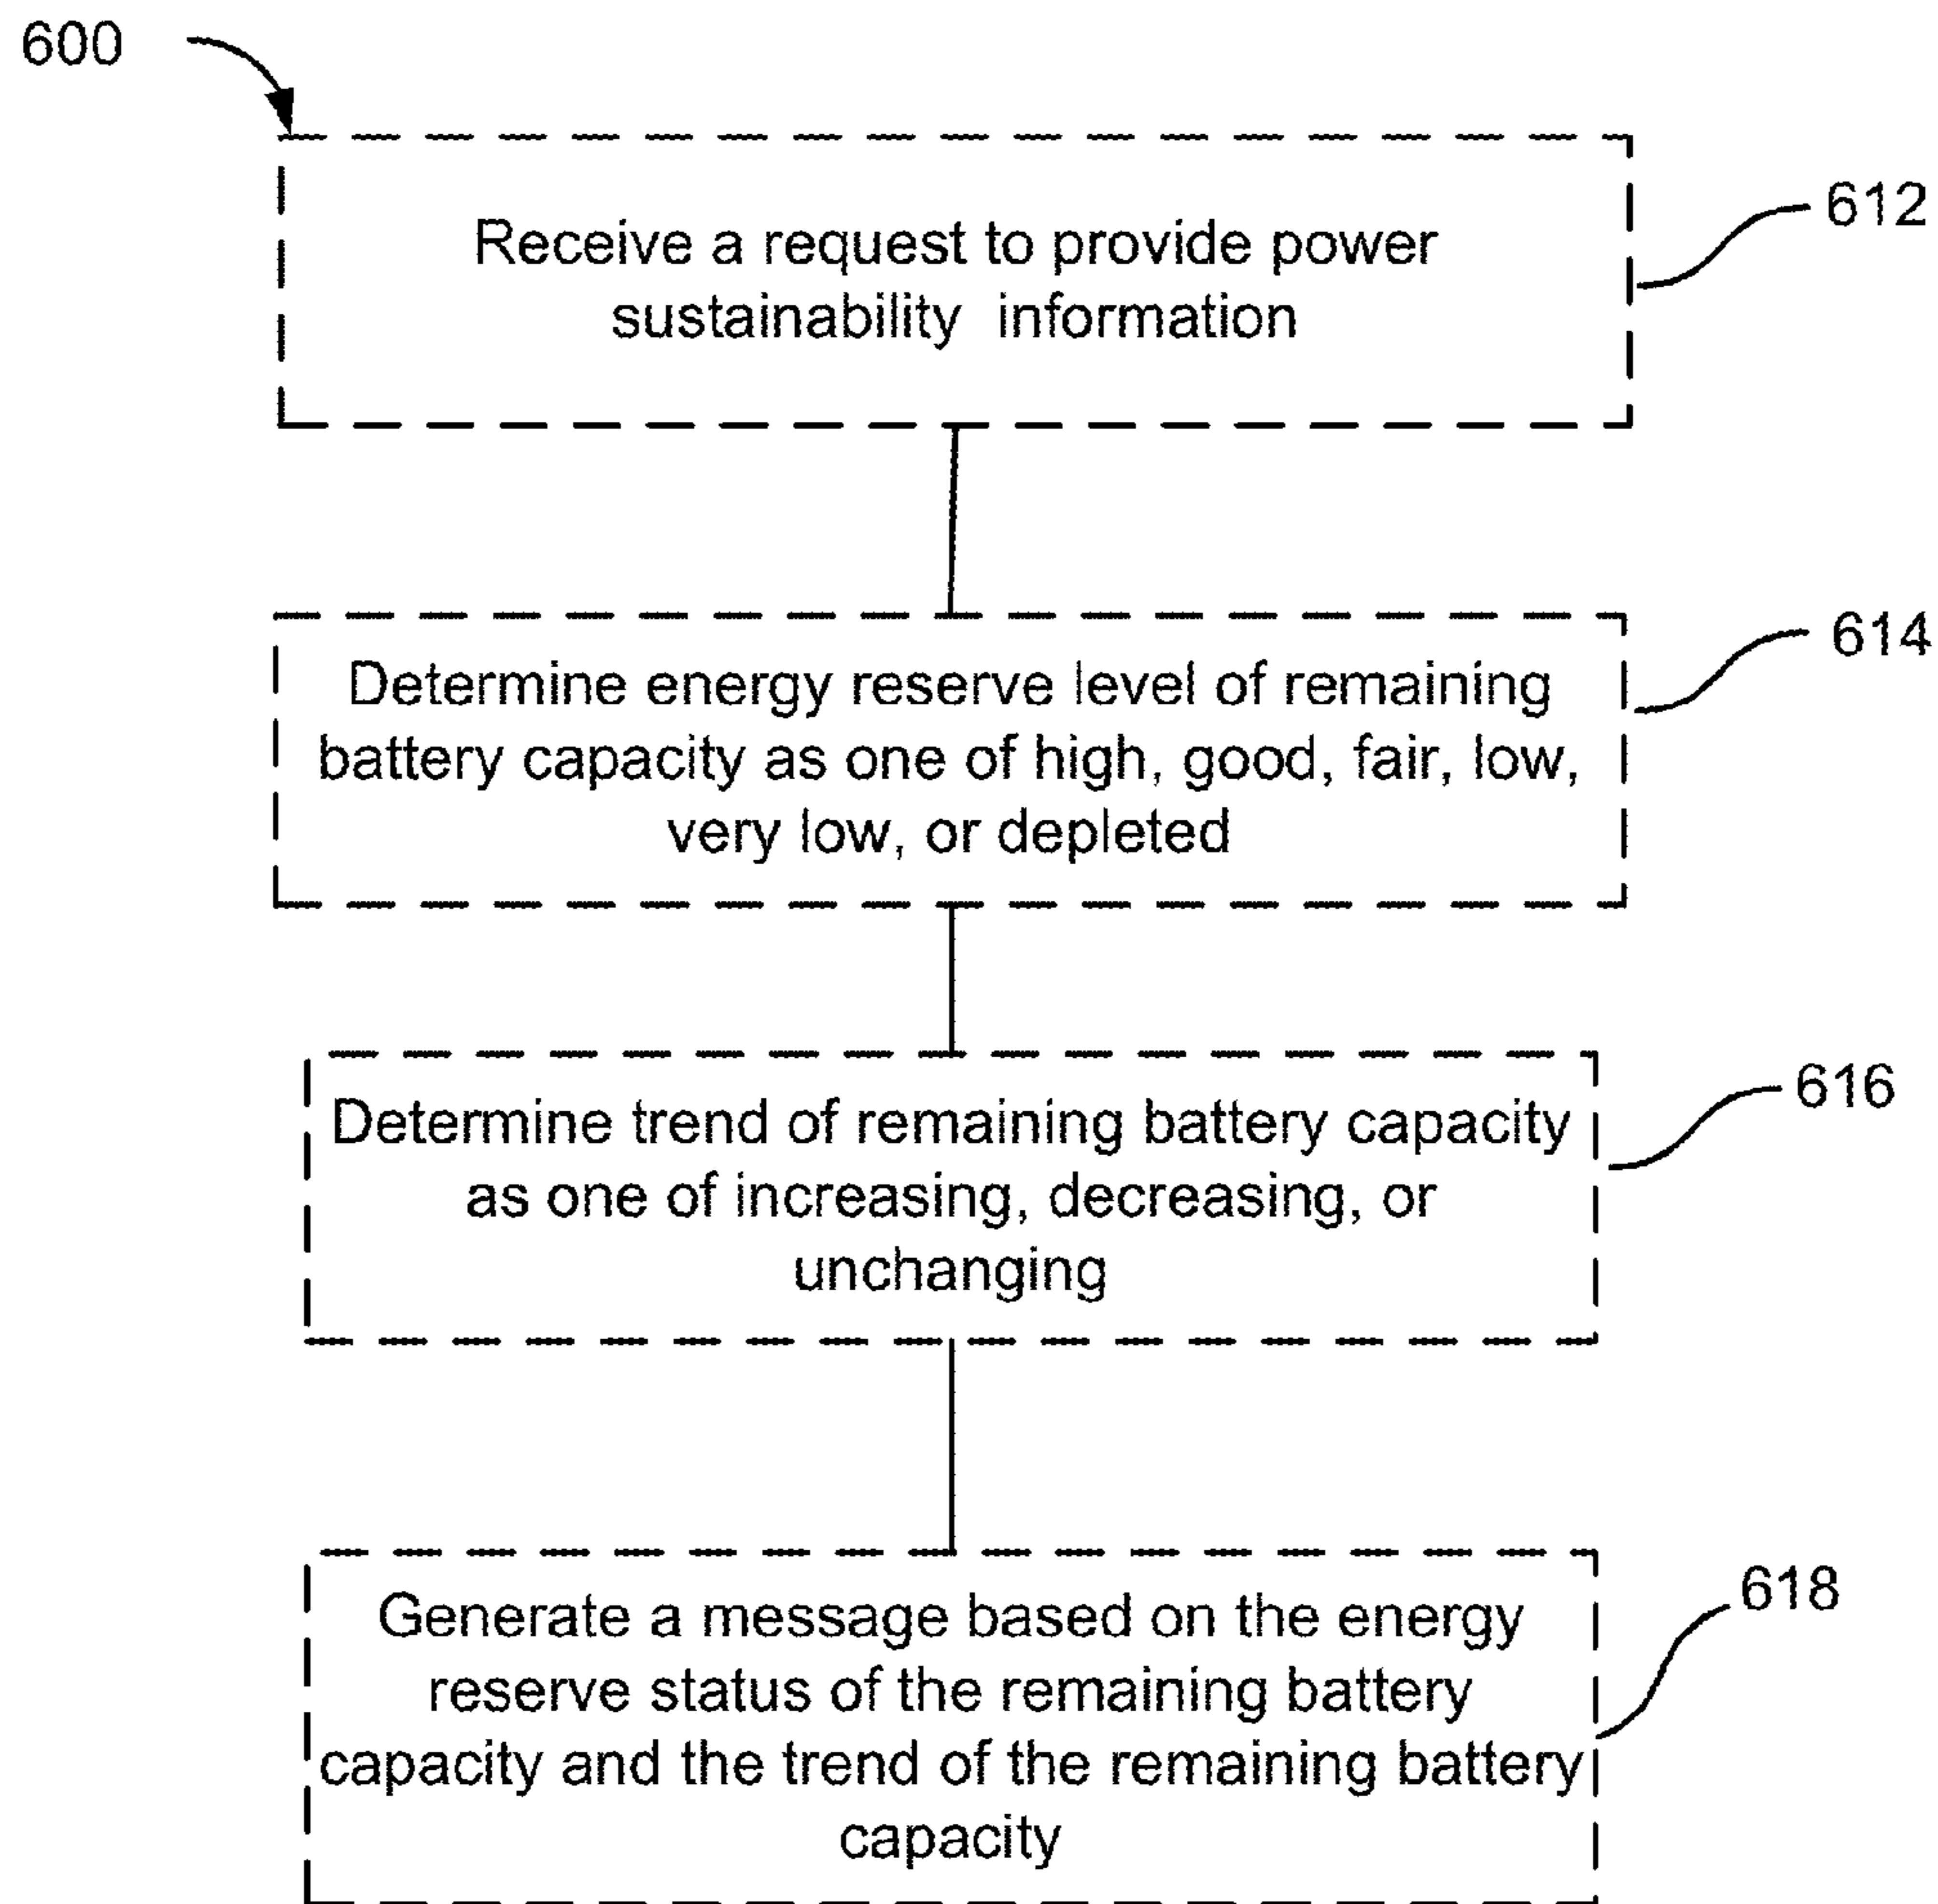 600
Receive a request to provide power
sustainability information
612
Determine energy reserve level of remaining
battery capacity as one of high, good, fair, low,
very low, or depleted
614
Determine trend of remaining battery capacity
as one of increasing, decreasing, or
unchanging
616
Generate a message based on the energy
reserve status of the remaining battery
capacity and the trend of the remaining battery
capacity
618